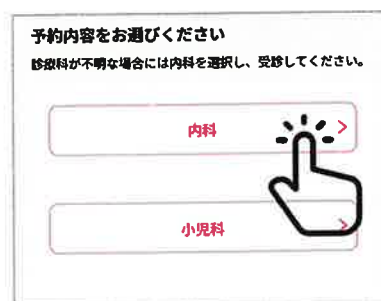 予約内容をお選びください
診療科が不明な場合には内科を選択し、受診してください。
内科
小児科